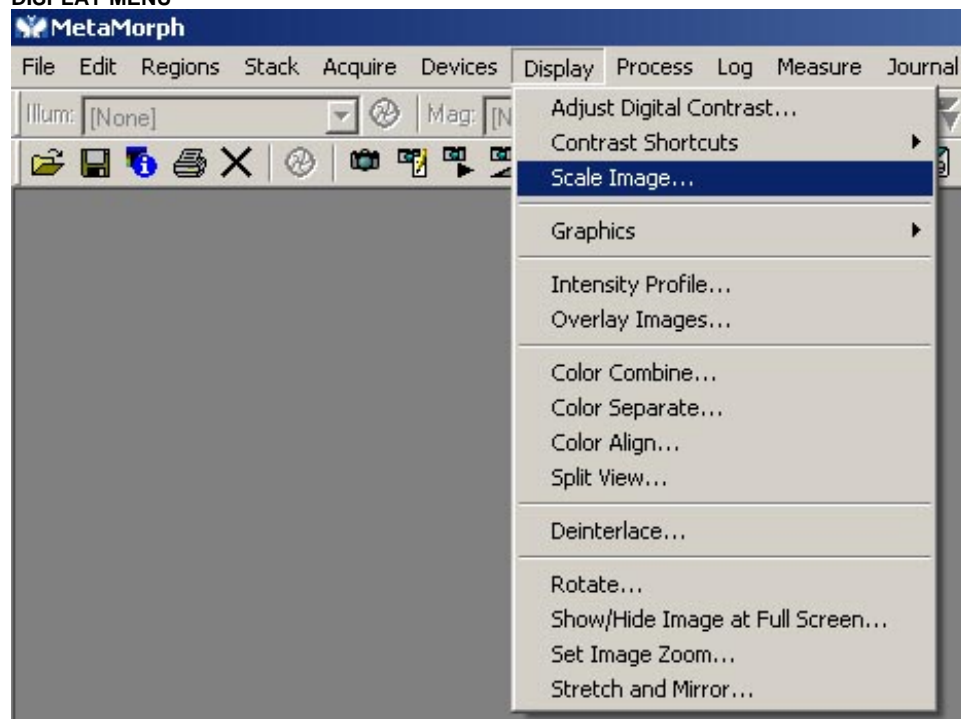 DISPLAY MENU
MetaMorph
File Edit Regions Stack Acquire Devices Display Process Log Measure Journal
Illum: [None] Mag: [N
Adjust Digital Contrast...
Contrast Shortcuts
Scale Image...
Graphics
Intensity Profile...
Overlay Images...
Color Combine...
Color Separate...
Color Align...
Split View...
Deinterlace...
Rotate...
Show/Hide Image at Full Screen...
Set Image Zoom...
Stretch and Mirror...